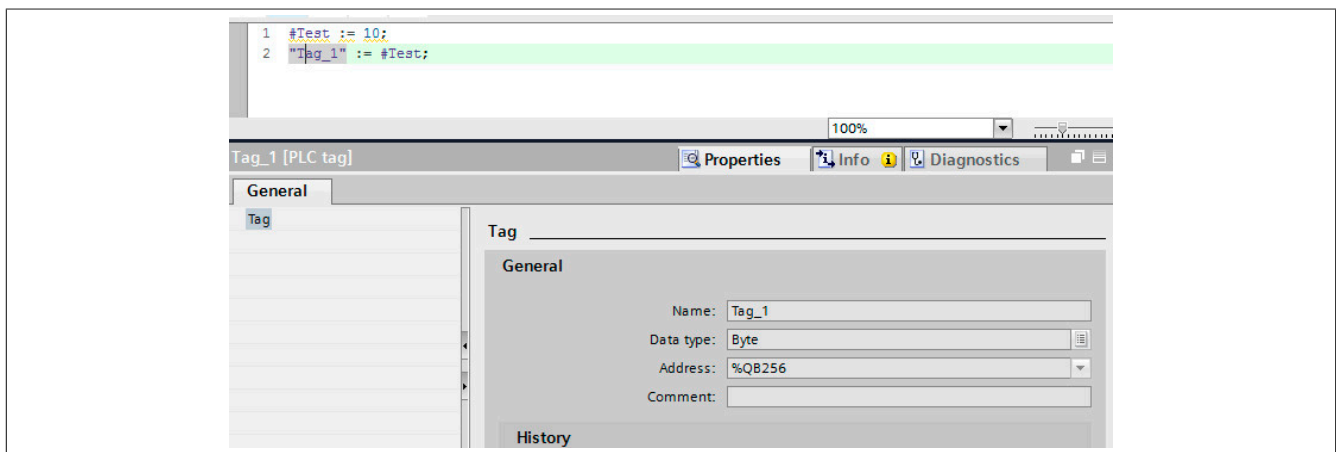 1 #Test := 10;
2 "Tag_1" := #Test;
100%
Tag_1 [PLC tag]
Properties
Info
Diagnostics
General
Tag
Tag
General
Name: Tag_1
Data type: Byte
Address: %QB256
Comment:
History